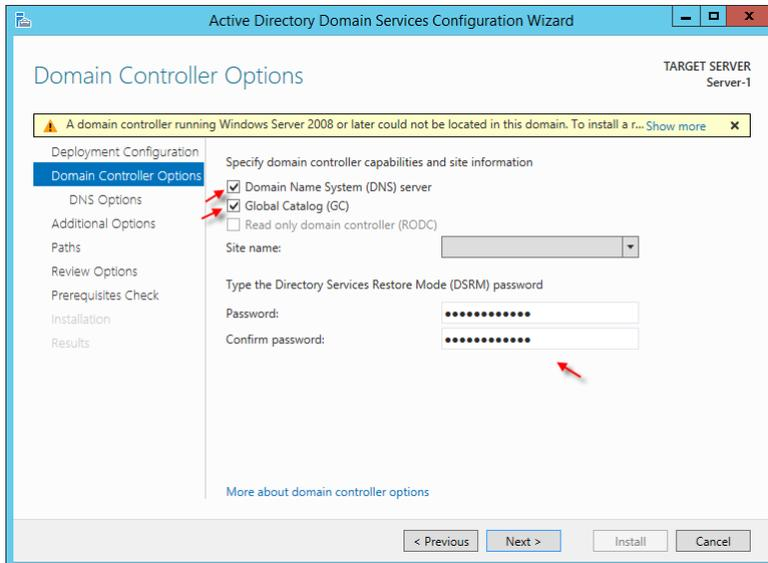 Active Directory Domain Services Configuration Wizard
Domain Controller Options
TARGET SERVER
Server-1
A domain controller running Windows Server 2008 or later could not be located in this domain. To install a r... Show more
Deployment Configuration
Domain Controller Options
DNS Options
Additional Options
Paths
Review Options
Prerequisites Check
Installation
Results
Specify domain controller capabilities and site information
Domain Name System (DNS) server
Global Catalog (GC)
Read only domain controller (RODC)
Site name:
Type the Directory Services Restore Mode (DSRM) password
Password: ••••••••••••
Confirm password: ••••••••••••
More about domain controller options
< Previous Next > Install Cancel